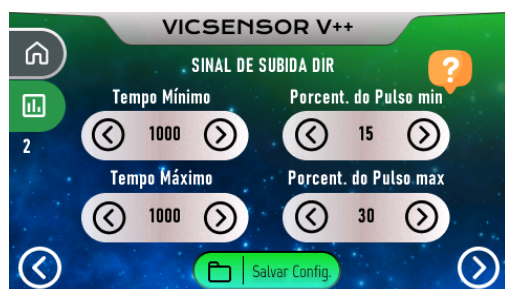 VICSENSOR V++
SINAL DE SUBIDA DIR
?
Tempo Mínimo
Porcent. do Pulso min
1000
15
2
Tempo Máximo
Porcent. do Pulso max
1000
30
Salvar Config.